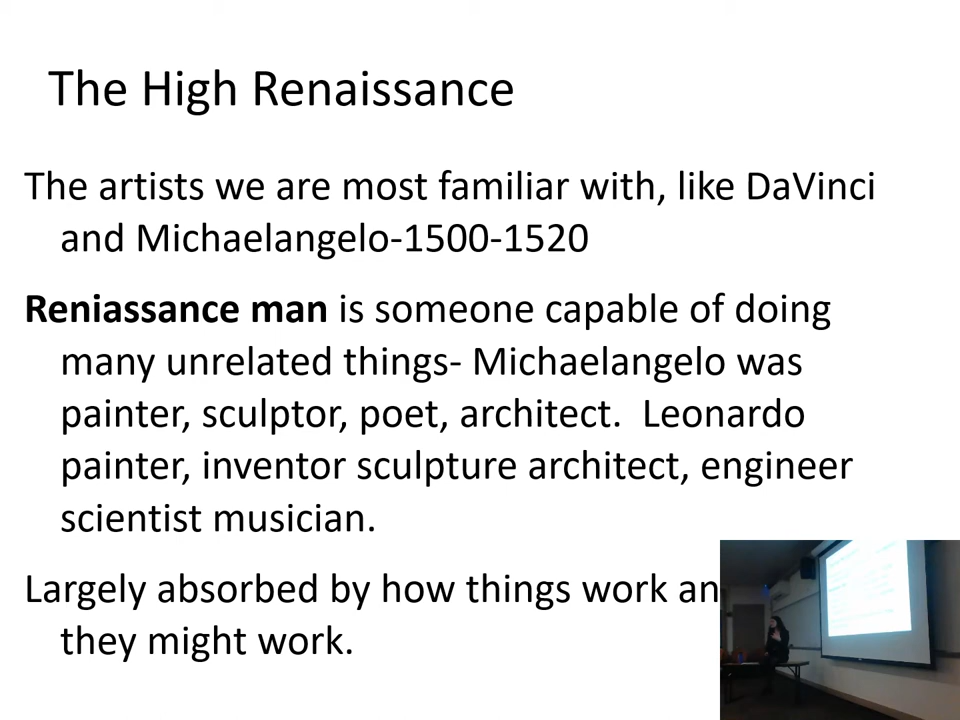 The High Renaissance
The artists we are most familiar with, like DaVinci
and Michaelangelo-1500-1520
Reniassance man is someone capable of doing
many unrelated things- Michaelangelo was
painter, sculptor, poet, architect.  Leonardo
painter, inventor sculpture architect, engineer
scientist musician.
Largely absorbed by how things work an
they might work.